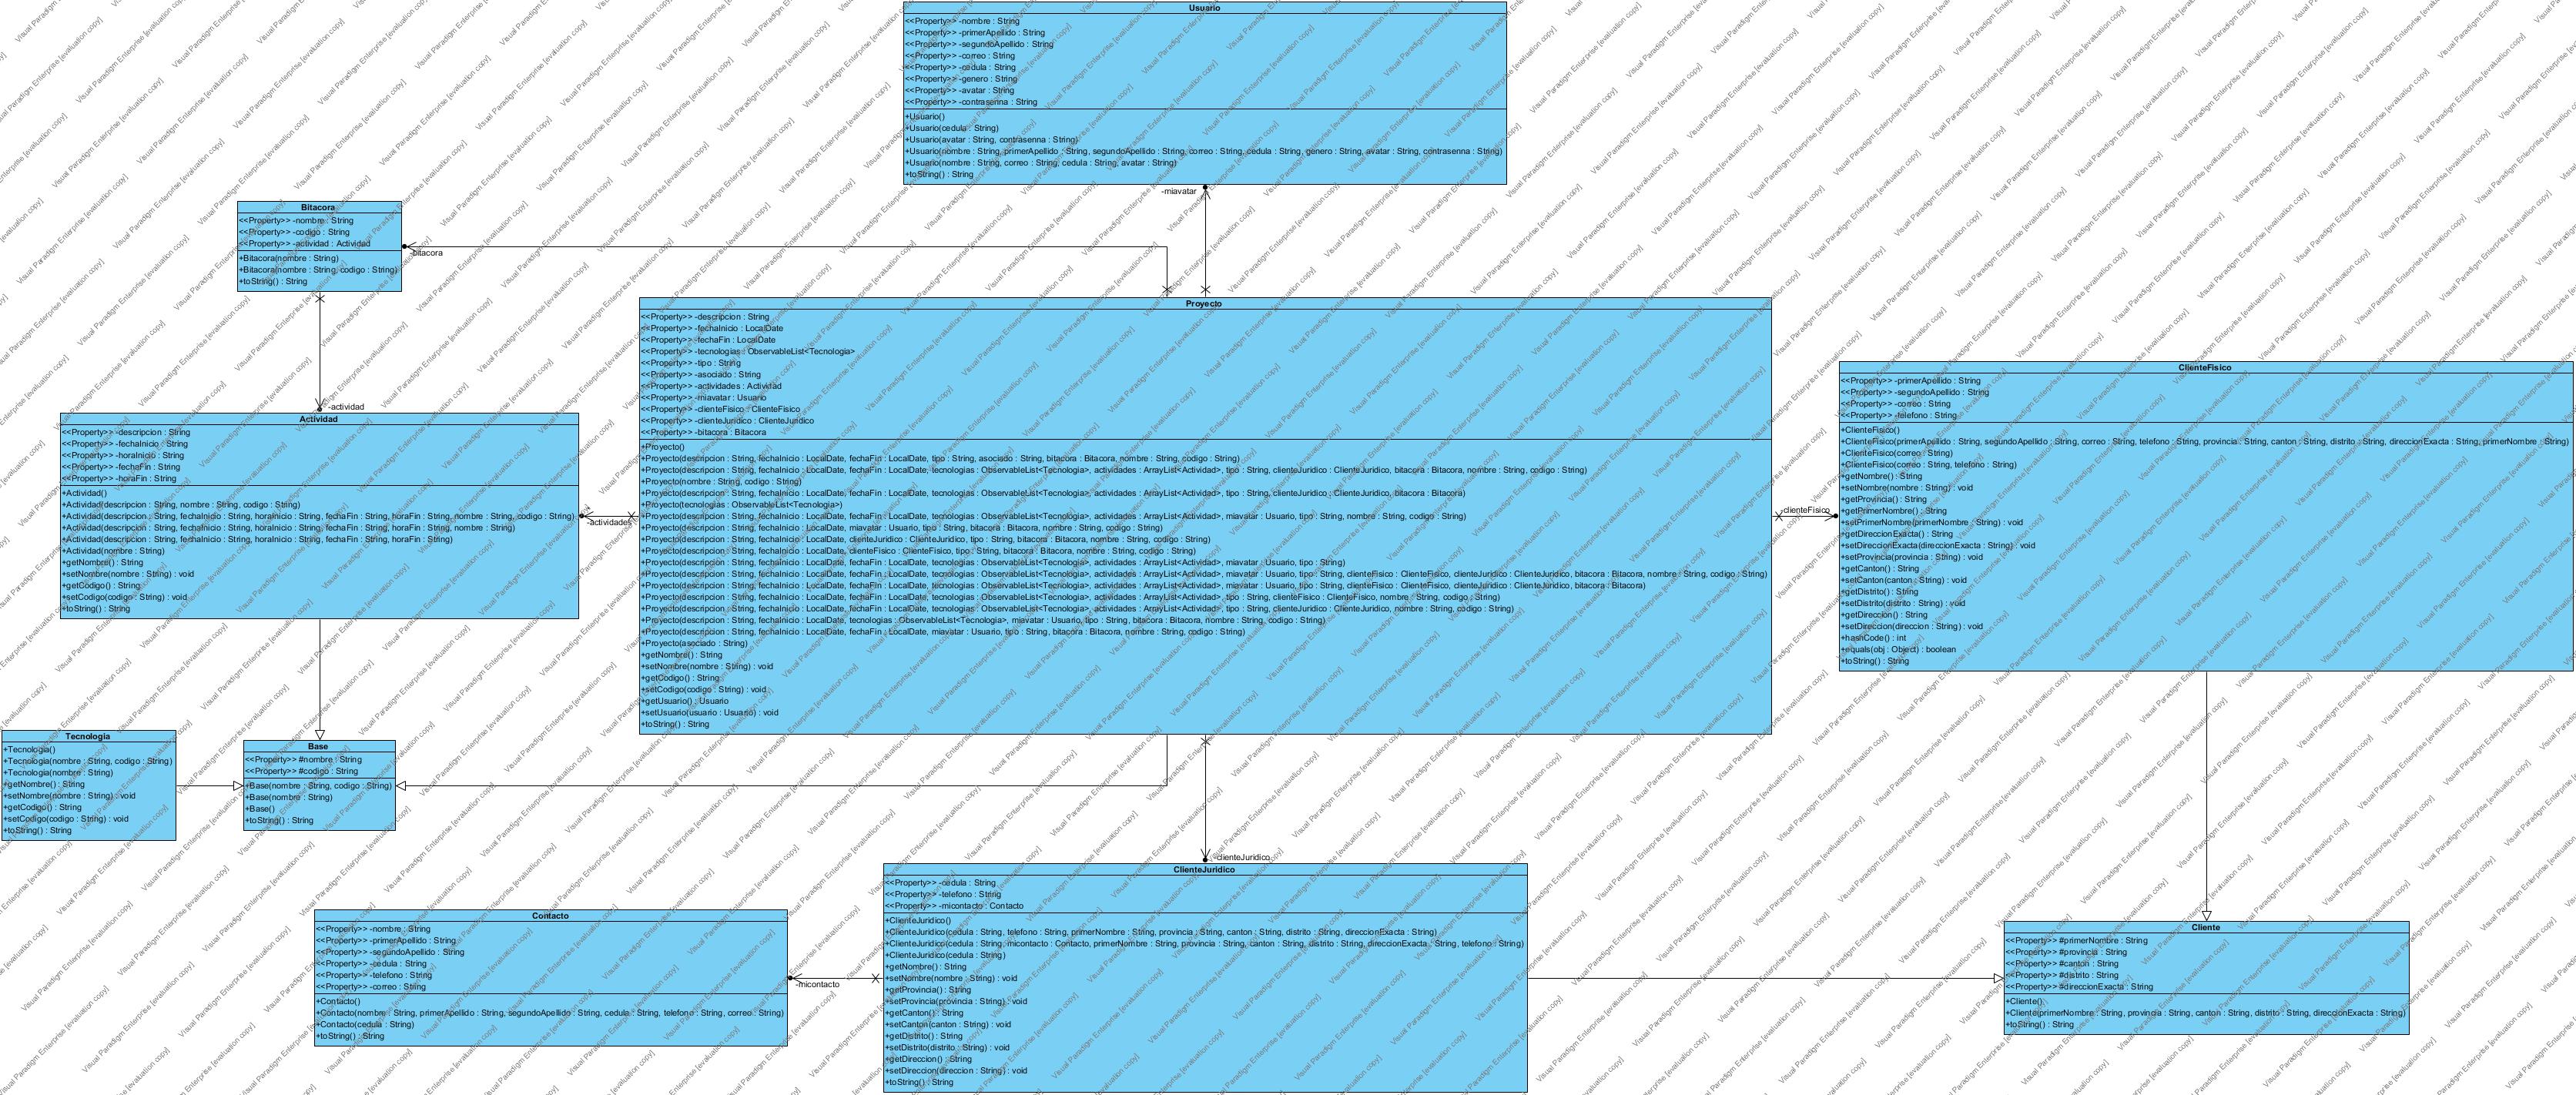 Usuario
<<Property>> -nombre : String
<<Property>> -primerApellido : String
<<Property>> -segundoApellido : String
<<Property>> -correo : String
<<Property>> -cedula : String
<<Property>> -genero : String
<<Property>> -avatar : String
<<Property>> -contrasenna : String
+Usuario()
+Usuario(cedula : String)
+Usuario(avatar : String, contrasenna : String)
+Usuario(nombre : String, primerApellido : String, segundoApellido : String, correo : String, cedula : String, genero : String, avatar : String, contrasenna : String)
+Usuario(nombre : String, correo : String, cedula : String, avatar : String)
+toString() : String
-miavatar
Bitacora
<<Property>> -nombre : String
<<Property>> -codigo : String
<<Property>> -actividad : Actividad
+Bitacora(nombre : String)
+Bitacora(nombre : String, codigo : String)
+toString() : String
-bitacora
-actividad
Actividad
<<Property>> -descripcion : String
<<Property>> -fechaInicio : String
<<Property>> -horaInicio : String
<<Property>> -fechaFin : String
<<Property>> -horaFin : String
+Actividad()
+Actividad(descripcion : String, nombre : String, codigo : String)
+Actividad(descripcion : String, fechaInicio : String, horaInicio : String, fechaFin : String, horaFin : String, nombre : String, codigo : String)
+Actividad(descripcion : String, fechaInicio : String, horaInicio : String, fechaFin : String, horaFin : String, nombre : String)
+Actividad(descripcion : String, fechaInicio : String, horaInicio : String, fechaFin : String, horaFin : String)
+Actividad(nombre : String)
+getNombre() : String
+setNombre(nombre : String) : void
+getCodigo() : String
+setCodigo(codigo : String) : void
+toString() : String
*
-actividades
Proyecto
<<Property>> -descripcion : String
<<Property>> -fechaInicio : LocalDate
<<Property>> -fechaFin : LocalDate
<<Property>> -tecnologias : ObservableList<Tecnologia>
<<Property>> -tipo : String
<<Property>> -asociado : String
<<Property>> -actividades : Actividad
<<Property>> -miavatar : Usuario
<<Property>> -clienteFisico : ClienteFisico
<<Property>> -clienteJuridico : ClienteJuridico
<<Property>> -bitacora : Bitacora
+Proyecto()
+Proyecto(descripcion : String, fechaInicio : LocalDate, fechaFin : LocalDate, tipo : String, asociado : String, bitacora : Bitacora, nombre : String, codigo : String)
+Proyecto(descripcion : String, fechaInicio : LocalDate, fechaFin : LocalDate, tecnologias : ObservableList<Tecnologia>, actividades : ArrayList<Actividad>, tipo : String, clienteJuridico : ClienteJuridico, bitacora : Bitacora, nombre : String, codigo : String)
+Proyecto(nombre : String, codigo : String)
+Proyecto(descripcion : String, fechaInicio : LocalDate, fechaFin : LocalDate, tecnologias : ObservableList<Tecnologia>, actividades : ArrayList<Actividad>, tipo : String, clienteJuridico : ClienteJuridico, bitacora : Bitacora)
+Proyecto(tecnologias : ObservableList<Tecnologia>)
+Proyecto(descripcion : String, fechaInicio : LocalDate, fechaFin : LocalDate, tecnologias : ObservableList<Tecnologia>, actividades : ArrayList<Actividad>, miavatar : Usuario, tipo : String, nombre : String, codigo : String)
+Proyecto(descripcion : String, fechaInicio : LocalDate, miavatar : Usuario, tipo : String, bitacora : Bitacora, nombre : String, codigo : String)
+Proyecto(descripcion : String, fechaInicio : LocalDate, clienteJuridico : ClienteJuridico, tipo : String, bitacora : Bitacora, nombre : String, codigo : String)
+Proyecto(descripcion : String, fechaInicio : LocalDate, clienteFisico : ClienteFisico, tipo : String, bitacora : Bitacora, nombre : String, codigo : String)
+Proyecto(descripcion : String, fechaInicio : LocalDate, fechaFin : LocalDate, tecnologias : ObservableList<Tecnologia>, actividades : ArrayList<Actividad>, miavatar : Usuario, tipo : String)
+Proyecto(descripcion : String, fechaInicio : LocalDate, fechaFin : LocalDate, tecnologias : ObservableList<Tecnologia>, actividades : ArrayList<Actividad>, miavatar : Usuario, tipo : String, clienteFisico : ClienteFisico, clienteJuridico : ClienteJuridico, bitacora : Bitacora, nombre : String, codigo : String)
+Proyecto(descripcion : String, fechaInicio : LocalDate, fechaFin : LocalDate, tecnologias : ObservableList<Tecnologia>, actividades : ArrayList<Actividad>, miavatar : Usuario, tipo : String, clienteFisico : ClienteFisico, clienteJuridico : ClienteJuridico, bitacora : Bitacora)
+Proyecto(descripcion : String, fechaInicio : LocalDate, fechaFin : LocalDate, tecnologias : ObservableList<Tecnologia>, actividades : ArrayList<Actividad>, tipo : String, clienteFisico : ClienteFisico, nombre : String, codigo : String)
+Proyecto(descripcion : String, fechaInicio : LocalDate, fechaFin : LocalDate, tecnologias : ObservableList<Tecnologia>, actividades : ArrayList<Actividad>, tipo : String, clienteJuridico : ClienteJuridico, nombre : String, codigo : String)
+Proyecto(descripcion : String, fechaInicio : LocalDate, tecnologias : ObservableList<Tecnologia>, miavatar : Usuario, tipo : String, bitacora : Bitacora, nombre : String, codigo : String)
+Proyecto(descripcion : String, fechaInicio : LocalDate, fechaFin : LocalDate, miavatar : Usuario, tipo : String, bitacora : Bitacora, nombre : String, codigo : String)
+Proyecto(asociado : String)
+getNombre() : String
+setNombre(nombre : String) : void
+getCodigo() : String
+setCodigo(codigo : String) : void
+getUsuario() : Usuario
+setUsuario(usuario : Usuario) : void
+toString() : String
-clienteFisico
ClienteFisico
<<Property>> -primerApellido : String
<<Property>> -segundoApellido : String
<<Property>> -correo : String
<<Property>> -telefono : String
+ClienteFisico()
+ClienteFisico(primerApellido : String, segundoApellido : String, correo : String, telefono : String, provincia : String, canton : String, distrito : String, direccionExacta : String, primerNombre : String)
+ClienteFisico(correo : String)
+ClienteFisico(correo : String, telefono : String)
+getNombre() : String
+setNombre(nombre : String) : void
+getProvincia() : String
+getPrimerNombre() : String
+setPrimerNombre(primerNombre : String) : void
+getDireccionExacta() : String
+setDireccionExacta(direccionExacta : String) : void
+setProvincia(provincia : String) : void
+getCanton() : String
+setCanton(canton : String) : void
+getDistrito() : String
+setDistrito(distrito : String) : void
+getDireccion() : String
+setDireccion(direccion : String) : void
+hashCode() : int
+equals(obj : Object) : boolean
+toString() : String
Tecnologia
+Tecnologia()
+Tecnologia(nombre : String, codigo : String)
+Tecnologia(nombre : String)
+getNombre() : String
+setNombre(nombre : String) : void
+getCodigo() : String
+setCodigo(codigo : String) : void
+toString() : String
Base
<<Property>> #nombre : String
<<Property>> #codigo : String
+Base(nombre : String, codigo : String)
+Base(nombre : String)
+Base()
+toString() : String
-clienteJuridico
ClienteJuridico
<<Property>> -cedula : String
<<Property>> -telefono : String
<<Property>> -micontacto : Contacto
+ClienteJuridico()
+ClienteJuridico(cedula : String, telefono : String, primerNombre : String, provincia : String, canton : String, distrito : String, direccionExacta : String)
+ClienteJuridico(cedula : String, micontacto : Contacto, primerNombre : String, provincia : String, canton : String, distrito : String, direccionExacta : String, telefono : String)
+ClienteJuridico(cedula : String)
+getNombre() : String
+setNombre(nombre : String) : void
+getProvincia() : String
+setProvincia(provincia : String) : void
+getCanton() : String
+setCanton(canton : String) : void
+getDistrito() : String
+setDistrito(distrito : String) : void
+getDireccion() : String
+setDireccion(direccion : String) : void
+toString() : String
Contacto
<<Property>> -nombre : String
<<Property>> -primerApellido : String
<<Property>> -segundoApellido : String
<<Property>> -cedula : String
<<Property>> -telefono : String
<<Property>> -correo : String
+Contacto()
+Contacto(nombre : String, primerApellido : String, segundoApellido : String, cedula : String, telefono : String, correo : String)
+Contacto(cedula : String)
+toString() : String
-micontacto
Cliente
<<Property>> #primerNombre : String
<<Property>> #provincia : String
<<Property>> #canton : String
<<Property>> #distrito : String
<<Property>> #direccionExacta : String
+Cliente()
+Cliente(primerNombre : String, provincia : String, canton : String, distrito : String, direccionExacta : String)
+toString() : String
Visual Paradigm Enterprise [evaluation copy]